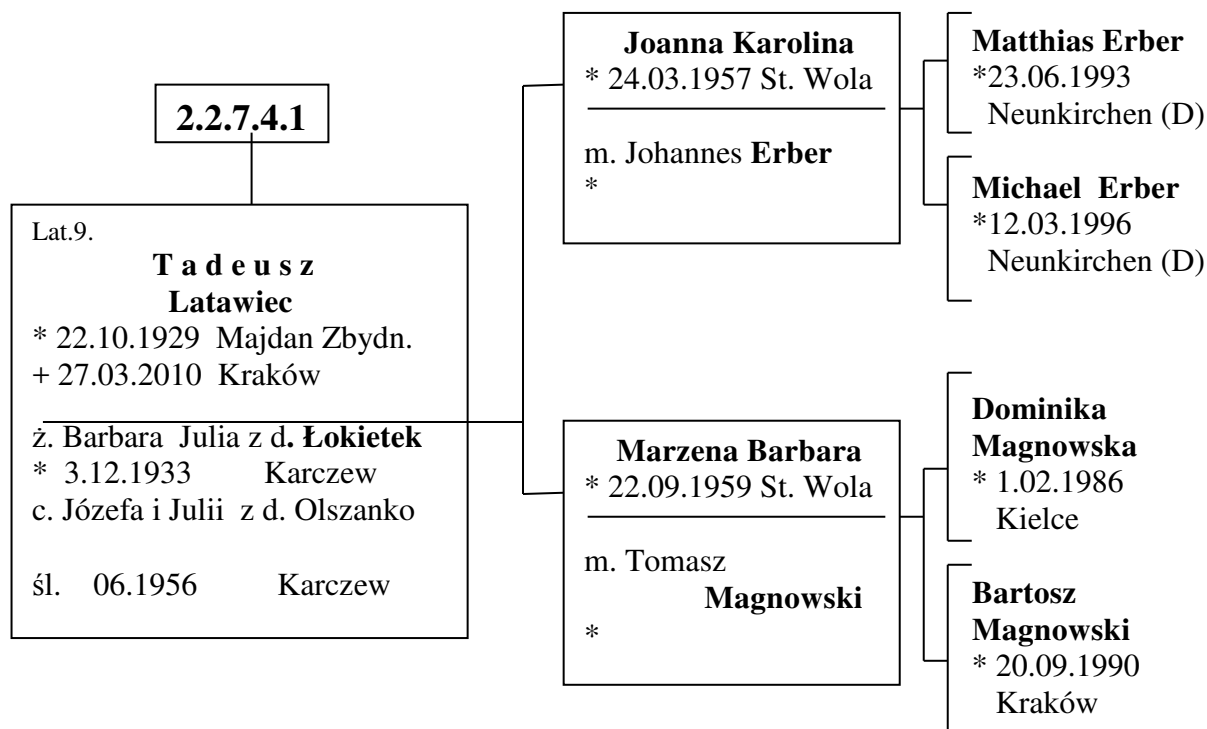 2.2.7.4.1
Lat.9.
T a d e u s z
Latawiec
* 22.10.1929 Majdan Zbydn.
+ 27.03.2010 Kraków
ż. Barbara Julia z d. Łokietek
* 3.12.1933 Karczew
c. Józefa i Julii z d. Olszanko
śl. 06.1956 Karczew
Joanna Karolina
* 24.03.1957 St. Wola
m. Johannes Erber
*
Marzena Barbara
* 22.09.1959 St. Wola
m. Tomasz
Magnowski
*
Matthias Erber
*23.06.1993
Neunkirchen (D)
Michael Erber
*12.03.1996
Neunkirchen (D)
Dominika
Magnowska
* 1.02.1986
Kielce
Bartosz
Magnowski
* 20.09.1990
Kraków